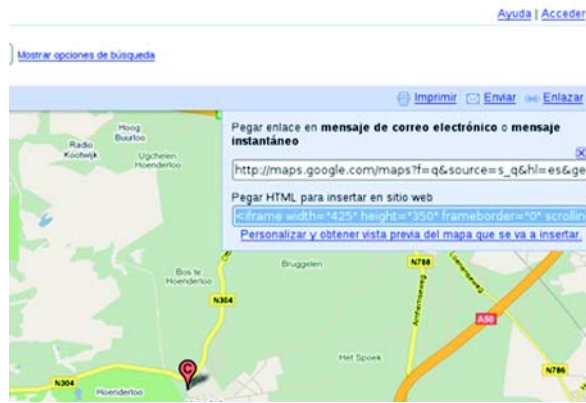 Ayuda | Acceder
Mostrar opciones de búsqueda
Imprimir Enviar Enlazar
Pegar enlace en mensaje de correo electrónico o mensaje
instantáneo
http://maps.google.com/maps?f=q&source=s_q&hl=es&ge
Pegar HTML para insertar en sitio web
<iframe width="425" height="350" frameborder="0" scrollin
Personalizar y obtener vista previa del mapa que se va a insertar.
Hoog
Buurloo
Radio
Kootwijk
Ugchelen
Hoenderloo
Bruggelen
N788
Bos te
Hoenderloo
N304
Arnhemseweg
Loenenseweg
A50
Het Spoek
N786
C
N304
Hoenderloo